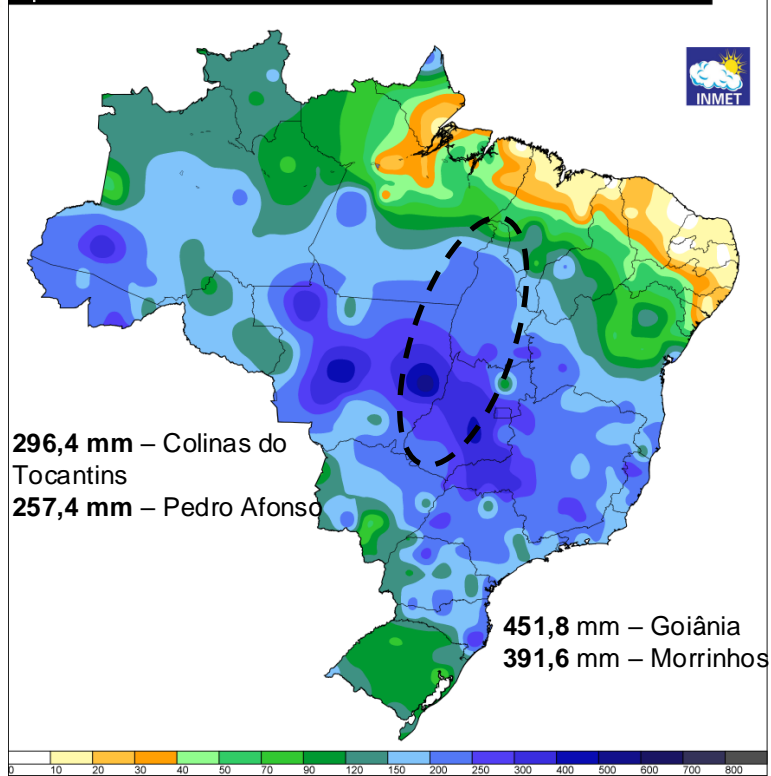 INMET
296,4 mm – Colinas do
Tocantins
257,4 mm – Pedro Afonso
451,8 mm – Goiânia
391,6 mm – Morrinhos
0 10 20 30 40 50 70 90 120 150 200 250 300 400 500 600 700 800